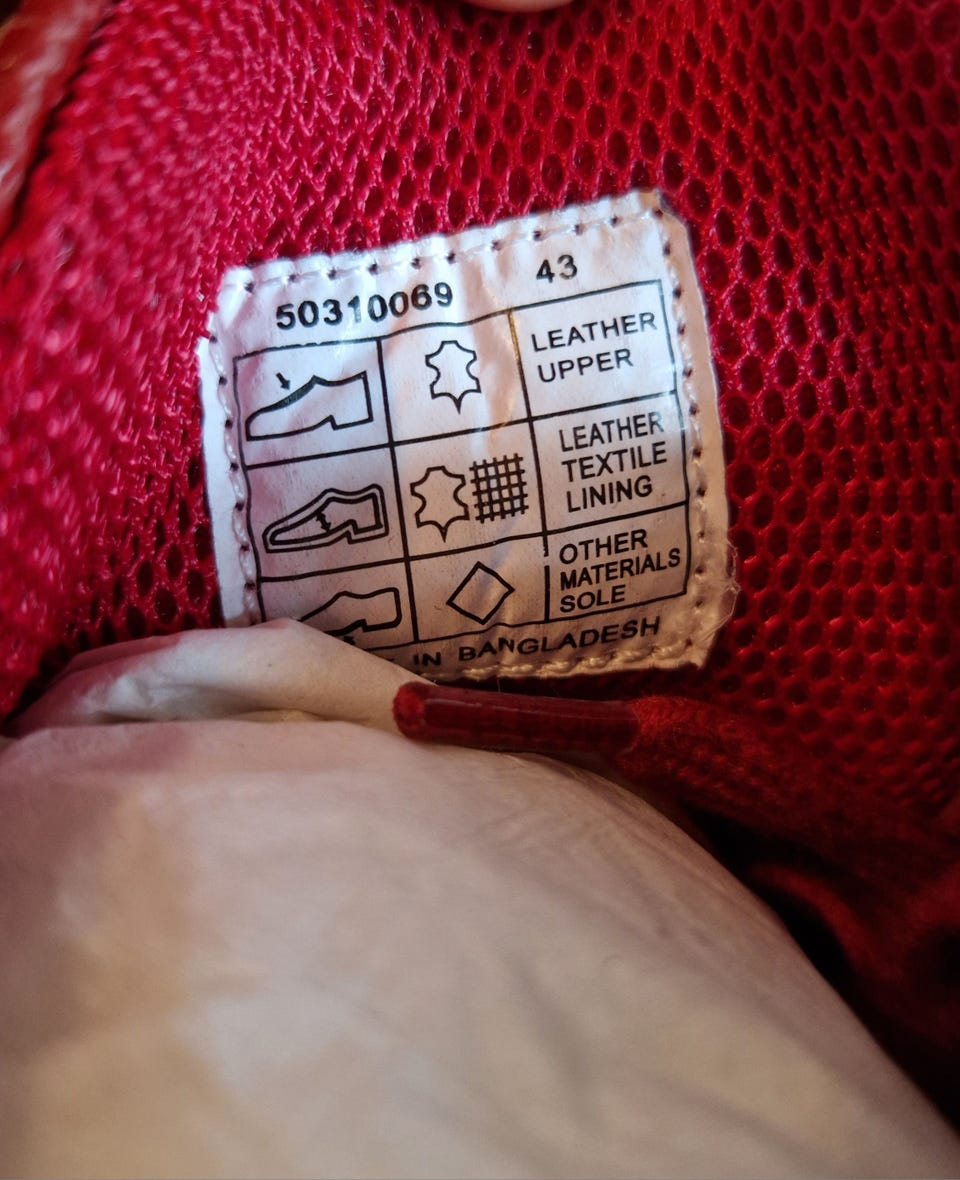 50310069 43
LEATHER
UPPER
LEATHER
TEXTILE
LINING
OTHER
MATERIALS
SOLE
IN BANGLADESH